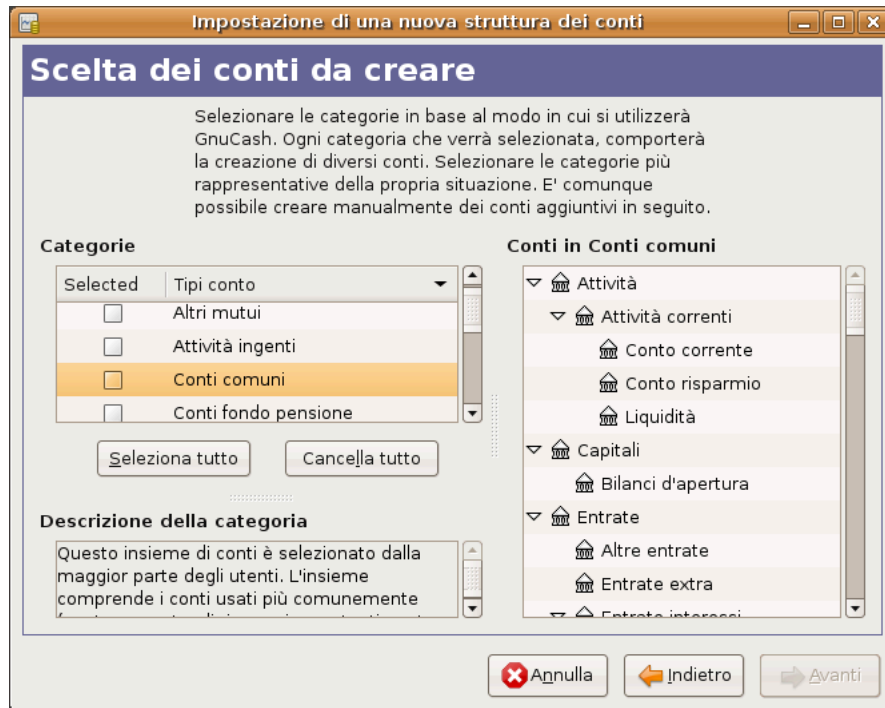 Impostazione di una nuova struttura dei conti
Scelta dei conti da creare
Selezionare le categorie in base al modo in cui si utilizzerà
GnuCash. Ogni categoria che verrà selezionata, comporterà
la creazione di diversi conti. Selezionare le categorie più
rappresentative della propria situazione. E' comunque
possibile creare manualmente dei conti aggiuntivi in seguito.
Categorie
Selected Tipi conto
Altri mutui
Attività ingenti
Conti comuni
Conti fondo pensione
Seleziona tutto Cancella tutto
Descrizione della categoria
Questo insieme di conti è selezionato dalla
maggior parte degli utenti. L'insieme
comprende i conti usati più comunemente
Conti in Conti comuni
Attività
Attività correnti
Conto corrente
Conto risparmio
Liquidità
Capitali
Bilanci d'apertura
Entrate
Altre entrate
Entrate extra
Entrate interessi
Annulla Indietro Avanti